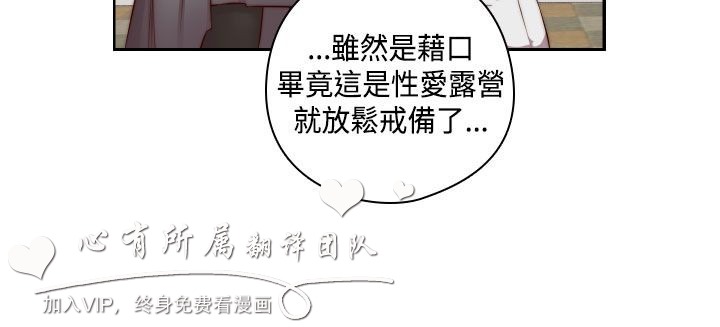 ...雖然是藉口
畢竟這是性愛露營
就放鬆戒備了...
心有所属翻译团队
加入VIP，终身免费看漫画